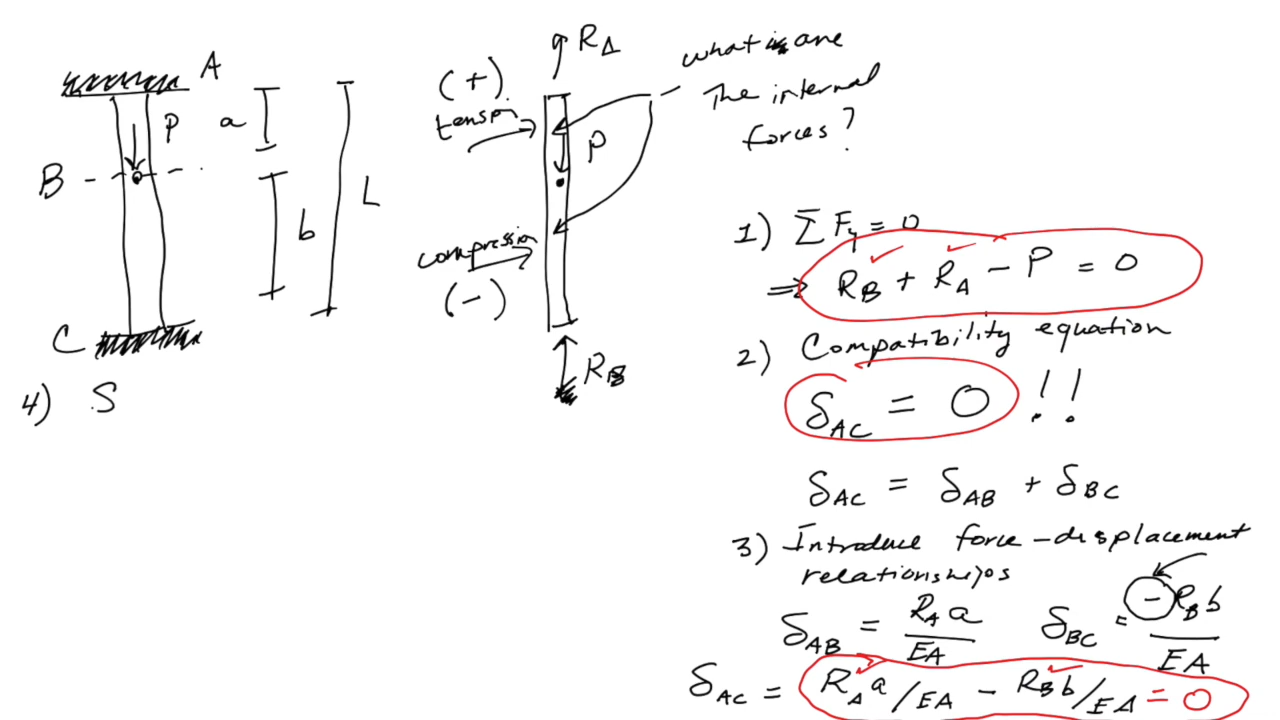 A
P
a
B
b
L
C
4) S
(+)
tension
R_A
P
compression
(-)
R_B
what are
The internal
forces?
1) ΣF_y = 0
⇒ R_B + R_A - P = 0
2) Compatibility equation
δ_AC = 0 !!
δ_AC = δ_AB + δ_BC
3) Introduce force-displacement
relationships
δ_AB = R_A a / EA δ_BC = -R_B b / EA
δ_AC = R_A a/EA - R_B b/EA = 0